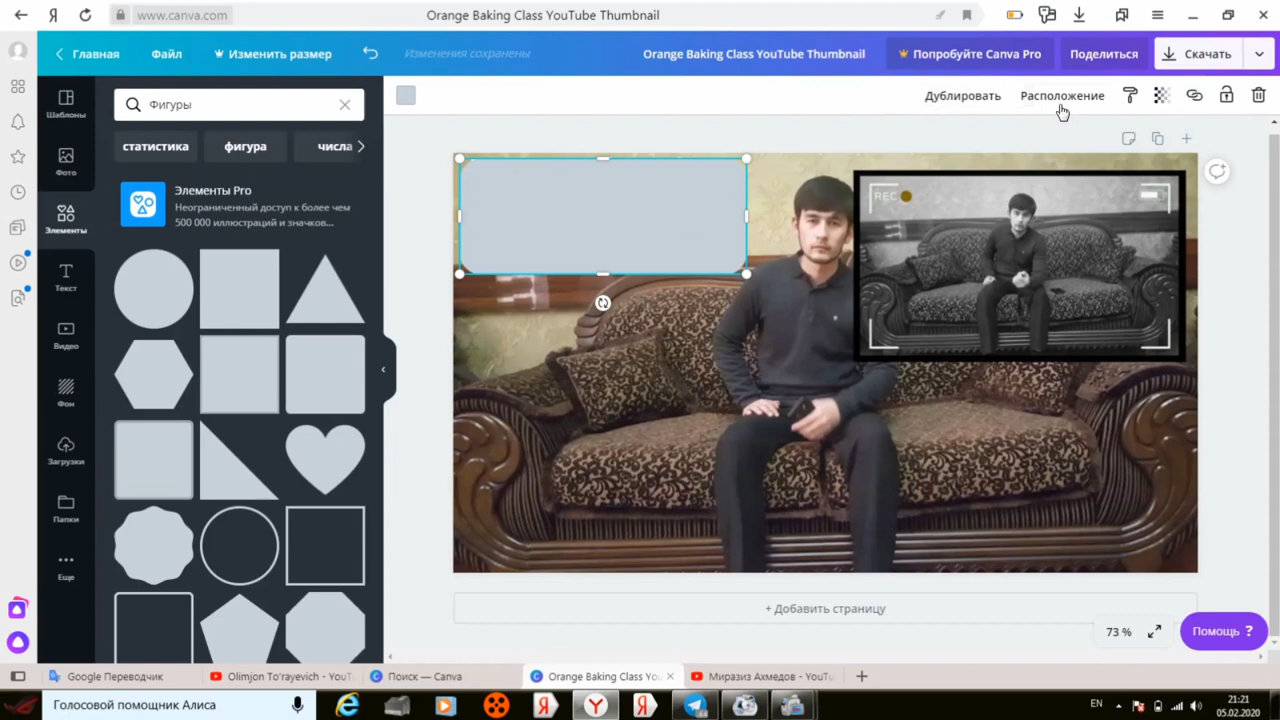 www.canva.com
Orange Baking Class YouTube Thumbnail
Главная
Файл
Изменить размер
Изменения сохранены
Orange Baking Class YouTube Thumbnail
Попробуйте Canva Pro
Поделиться
Скачать
Шаблоны
Фото
Элементы
Текст
Видео
Фон
Загрузки
Папки
Еще
Фигуры
статистика
фигура
числа
Элементы Pro
Неограниченный доступ к более чем
500 000 иллюстраций и значков...
Дублировать
Расположение
REC
+ Добавить страницу
73 %
Помощь ?
Google Переводчик
Olimjon To'rayevich - YouT
Поиск — Canva
Orange Baking Class You
Миразиз Ахмедов - YouTu
Голосовой помощник Алиса
EN
21:21
05.02.2020